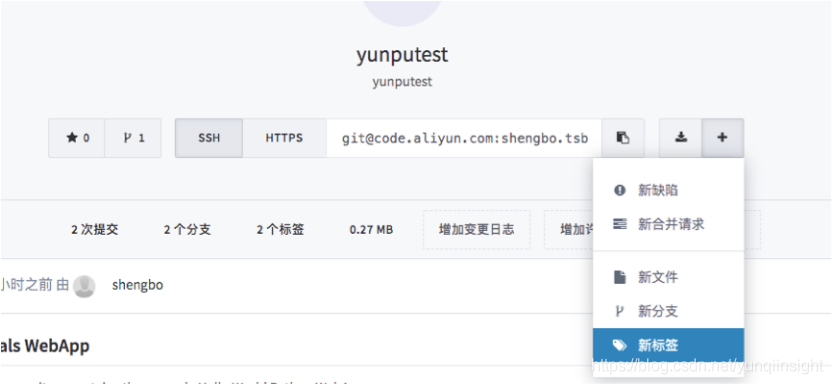 yunputest
yunputest
0
1
SSH
HTTPS
git@code.aliyun.com:shengbo.tsb
新缺陷
新合并请求
2 次提交
2 个分支
2 个标签
0.27 MB
增加变更日志
增加许
新文件
小时之前 由
shengbo
新分支
als WebApp
新标签
https://blog.csdn.net/yunqiinsight